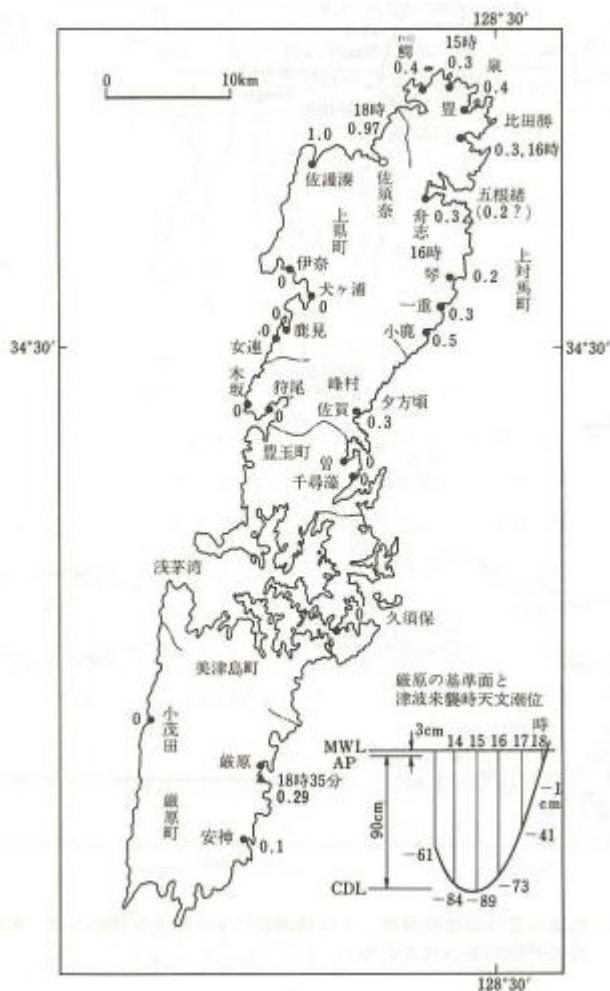 128°30'
0
10km
鰐
0.4
15時
0.3
泉
0.4
豊
比田勝
0.3, 16時
18時
0.97
1.0
佐護湊
佐須奈
上県町
舟志
0.3
五根緒
(0.2?)
上対馬町
16時
琴
0.2
伊奈
0
犬ヶ浦
0
一重
0.3
小鹿
0.5
0
鹿見
女連
0
34°30'
34°30'
木坂
0
狩尾
0
峰村
佐賀
夕方頃
0.3
豊玉町
曽
0
千尋藻
0
浅茅湾
0
久須保
美津島町
小茂田
0
厳原
18時35分
0.29
厳原町
安神
0.1
厳原の基準面と
津波来襲時天文潮位
3cm
14 15 16 17 18
時
MWL
AP
90cm
CDL
-61
-84
-89
-73
-41
-1
cm
128°30'